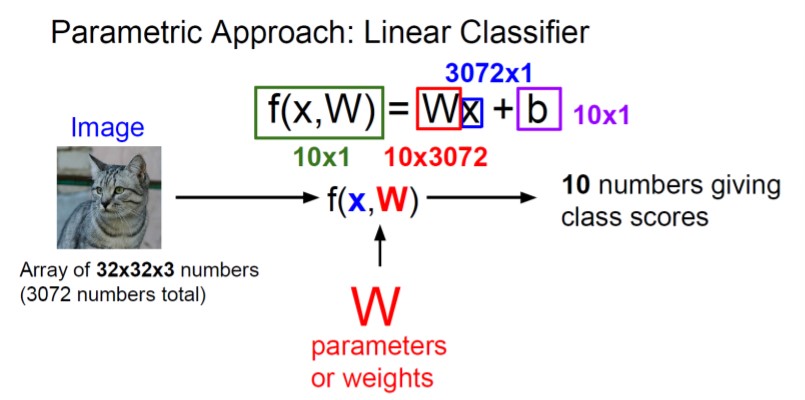 Parametric Approach: Linear Classifier
3072x1
f(x,W) = Wx + b 10x1
Image
10x1 10x3072
f(x,W)
10 numbers giving
class scores
Array of 32x32x3 numbers
(3072 numbers total)
W
parameters
or weights